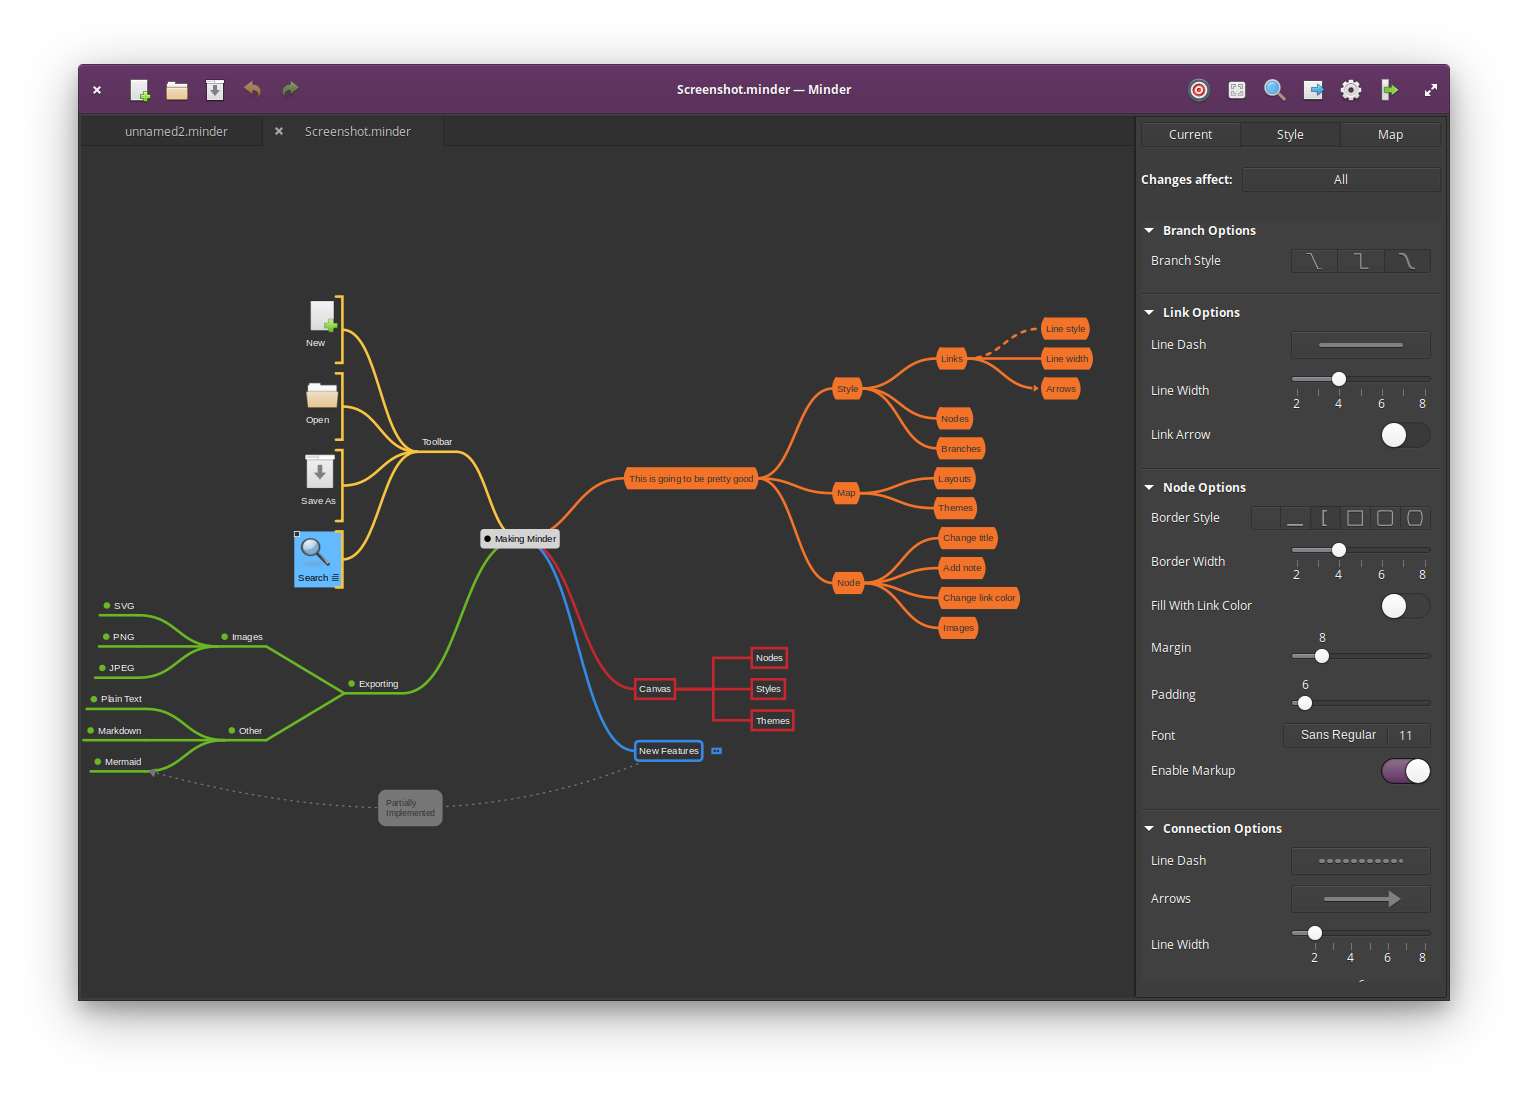 Screenshot.minder — Minder
unnamed2.minder
Screenshot.minder
Current
Style
Map
Changes affect:
All
Branch Options
Branch Style
Link Options
Line Dash
Line Width
2 4 6 8
Link Arrow
Node Options
Border Style
Border Width
2 4 6 8
Fill With Link Color
8
Margin
6
Padding
Font
Sans Regular
11
Enable Markup
Connection Options
Line Dash
Arrows
Line Width
2 4 6 8
New
Open
Save As
Search
Toolbar
Making Minder
SVG
PNG
JPEG
Images
Plain Text
Markdown
Mermaid
Other
Exporting
Partially
Implemented
This is going to be pretty good
Style
Links
Line style
Line width
Arrows
Nodes
Branches
Map
Layouts
Themes
Node
Change title
Add note
Change link color
Images
Canvas
Nodes
Styles
Themes
New Features